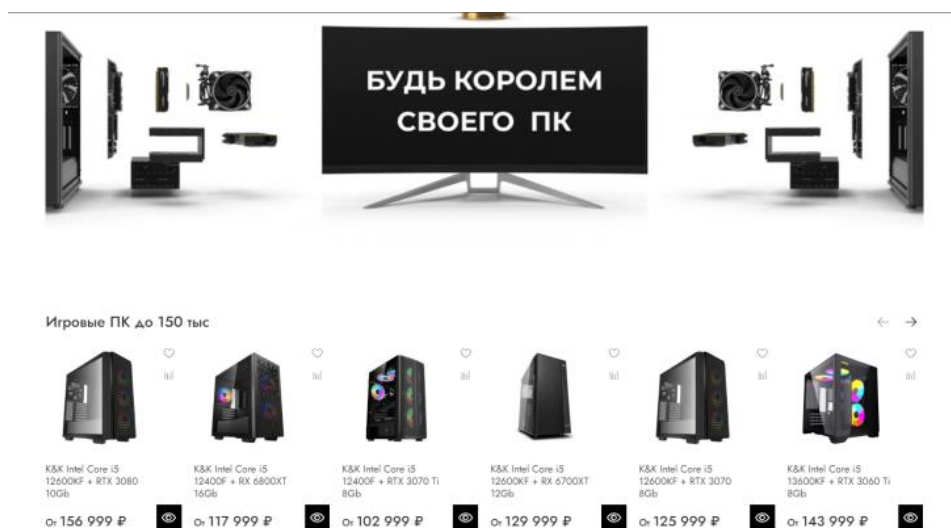 БУДЬ КОРОЛЕМ
СВОЕГО ПК
Игровые ПК до 150 тыс
K&K Intel Core i5
12600KF + RTX 3080
10Gb
От 156 999 ₽
K&K Intel Core i5
12400F + RX 6800XT
16Gb
От 117 999 ₽
K&K Intel Core i5
12400F + RTX 3070 Ti
8Gb
От 102 999 ₽
K&K Intel Core i5
12600KF + RX 6700XT
12Gb
От 129 999 ₽
K&K Intel Core i5
12600KF + RTX 3070
8Gb
От 125 999 ₽
K&K Intel Core i5
13600KF + RTX 3060 Ti
8Gb
От 143 999 ₽